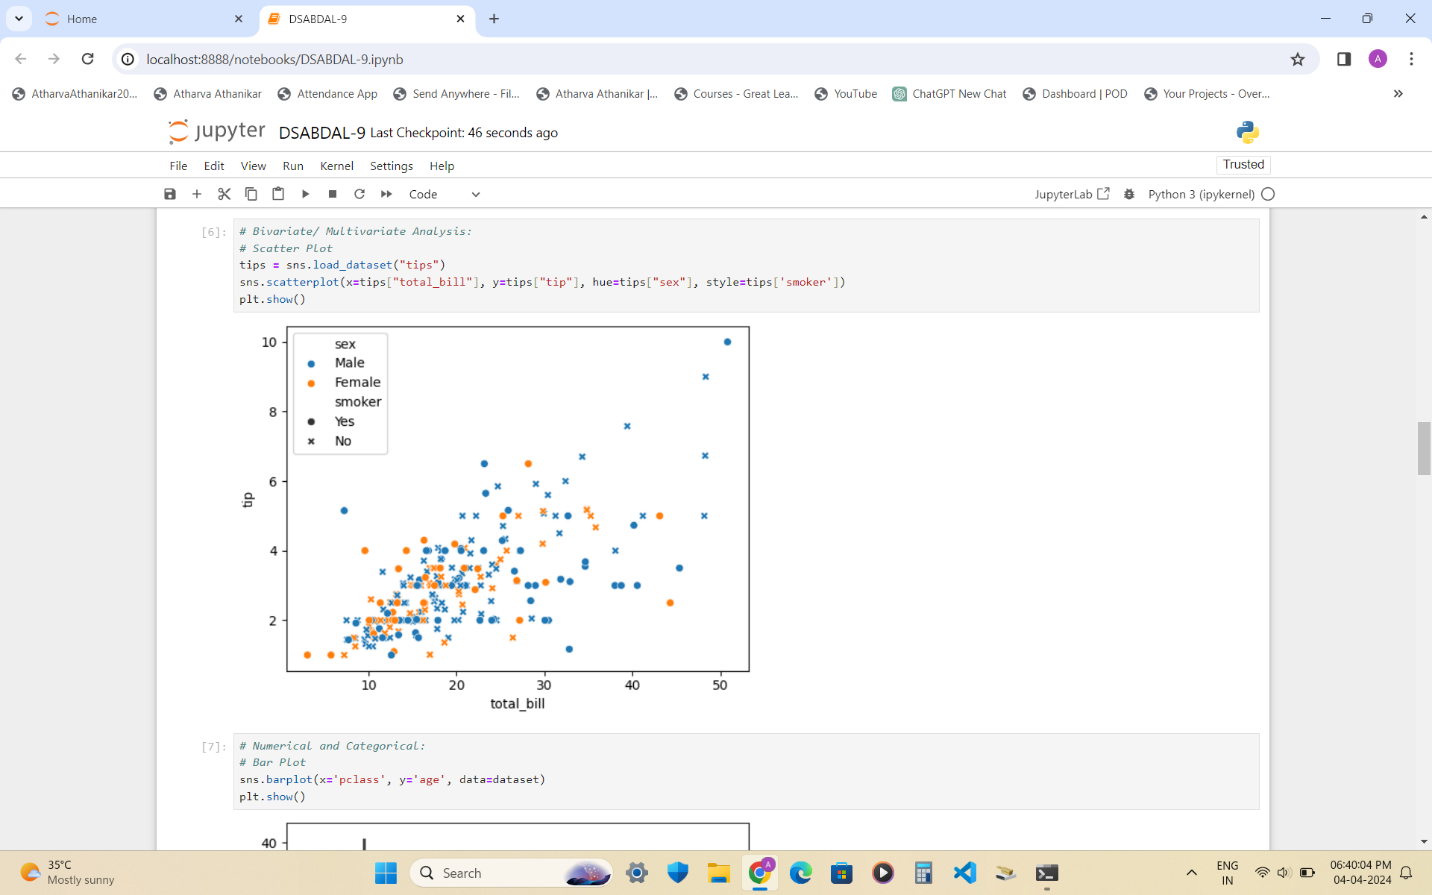 Home
DSABDAL-9
localhost:8888/notebooks/DSABDAL-9.ipynb
A
AtharvaAthanikar20...
Atharva Athanikar
Attendance App
Send Anywhere - Fil...
Atharva Athanikar |...
Courses - Great Lea...
YouTube
ChatGPT New Chat
Dashboard | POD
Your Projects - Over...
jupyter DSABDAL-9 Last Checkpoint: 46 seconds ago
File Edit View Run Kernel Settings Help
Trusted
Code
JupyterLab
Python 3 (ipykernel)
[6]:
# Bivariate/ Multivariate Analysis:
# Scatter Plot
tips = sns.load_dataset("tips")
sns.scatterplot(x=tips["total_bill"], y=tips["tip"], hue=tips["sex"], style=tips['smoker'])
plt.show()
10
8
6
4
2
tip
sex
Male
Female
smoker
Yes
No
10 20 30 40 50
total_bill
[7]:
# Numerical and Categorical:
# Bar Plot
sns.barplot(x='pclass', y='age', data=dataset)
plt.show()
40
35°C
Mostly sunny
Search
A
ENG
IN
06:40:04 PM
04-04-2024